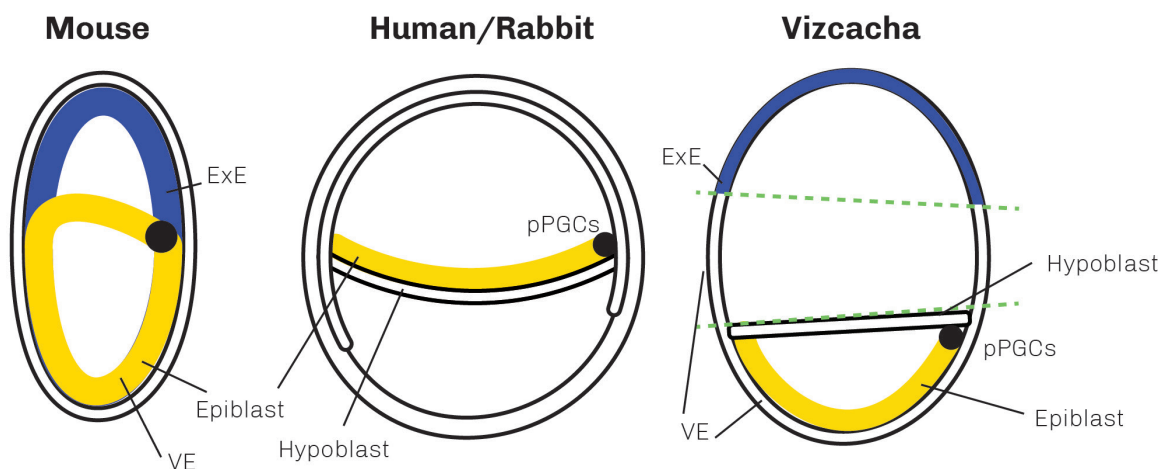 Mouse
Human/Rabbit
Vizcacha
ExE
Epiblast
VE
pPGCs
Hypoblast
ExE
Hypoblast
pPGCs
Epiblast
VE